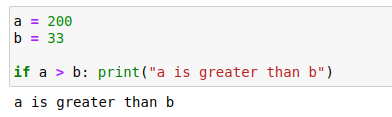 a = 200
b = 33
if a > b: print("a is greater than b")
a is greater than b